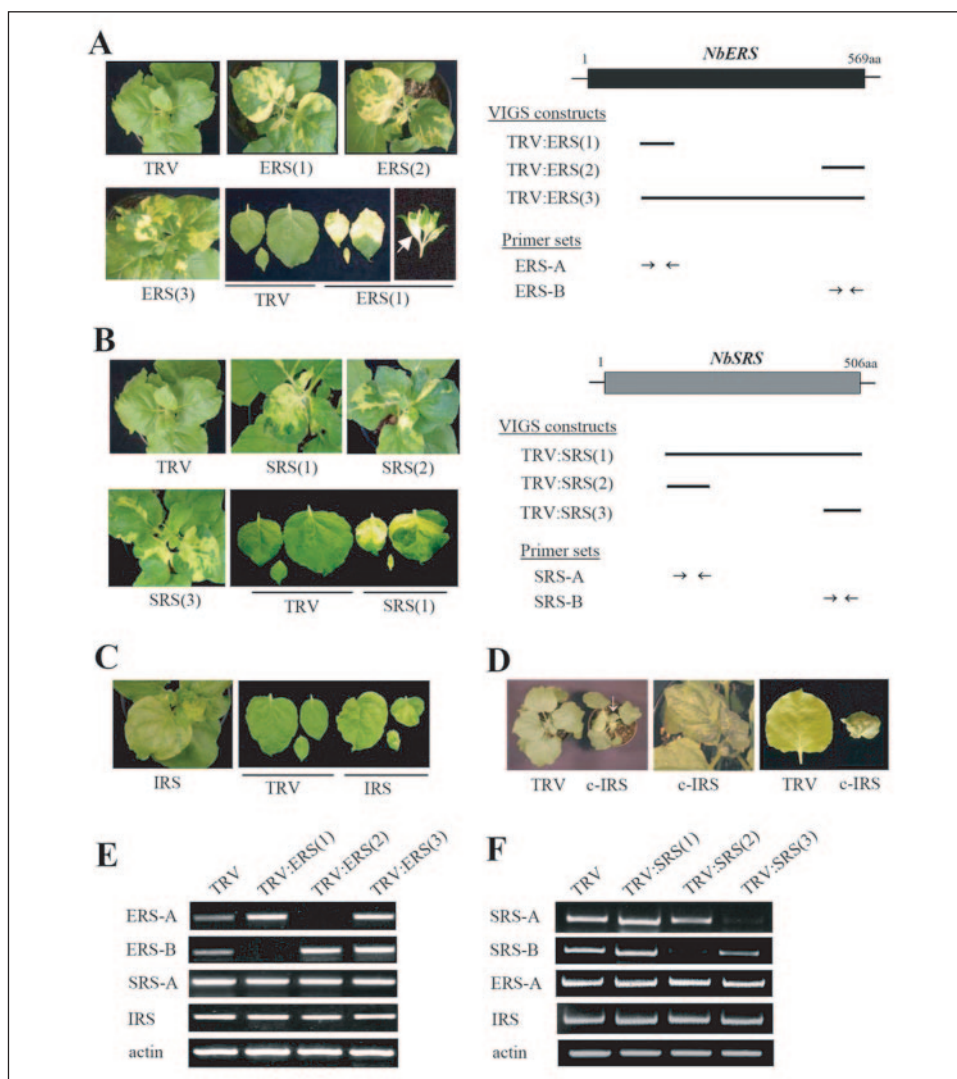 A
TRV
ERS(1)
ERS(2)
ERS(3)
TRV
ERS(1)
1
NbERS
569aa
VIGS constructs
TRV:ERS(1)
TRV:ERS(2)
TRV:ERS(3)
Primer sets
ERS-A
ERS-B
B
TRV
SRS(1)
SRS(2)
SRS(3)
TRV
SRS(1)
1
NbSRS
506aa
VIGS constructs
TRV:SRS(1)
TRV:SRS(2)
TRV:SRS(3)
Primer sets
SRS-A
SRS-B
C
IRS
TRV
IRS
D
TRV c-IRS
c-IRS
TRV c-IRS
E
TRV
TRV:ERS(1)
TRV:ERS(2)
TRV:ERS(3)
ERS-A
ERS-B
SRS-A
IRS
actin
F
TRV
TRV:SRS(1)
TRV:SRS(2)
TRV:SRS(3)
SRS-A
SRS-B
ERS-A
IRS
actin